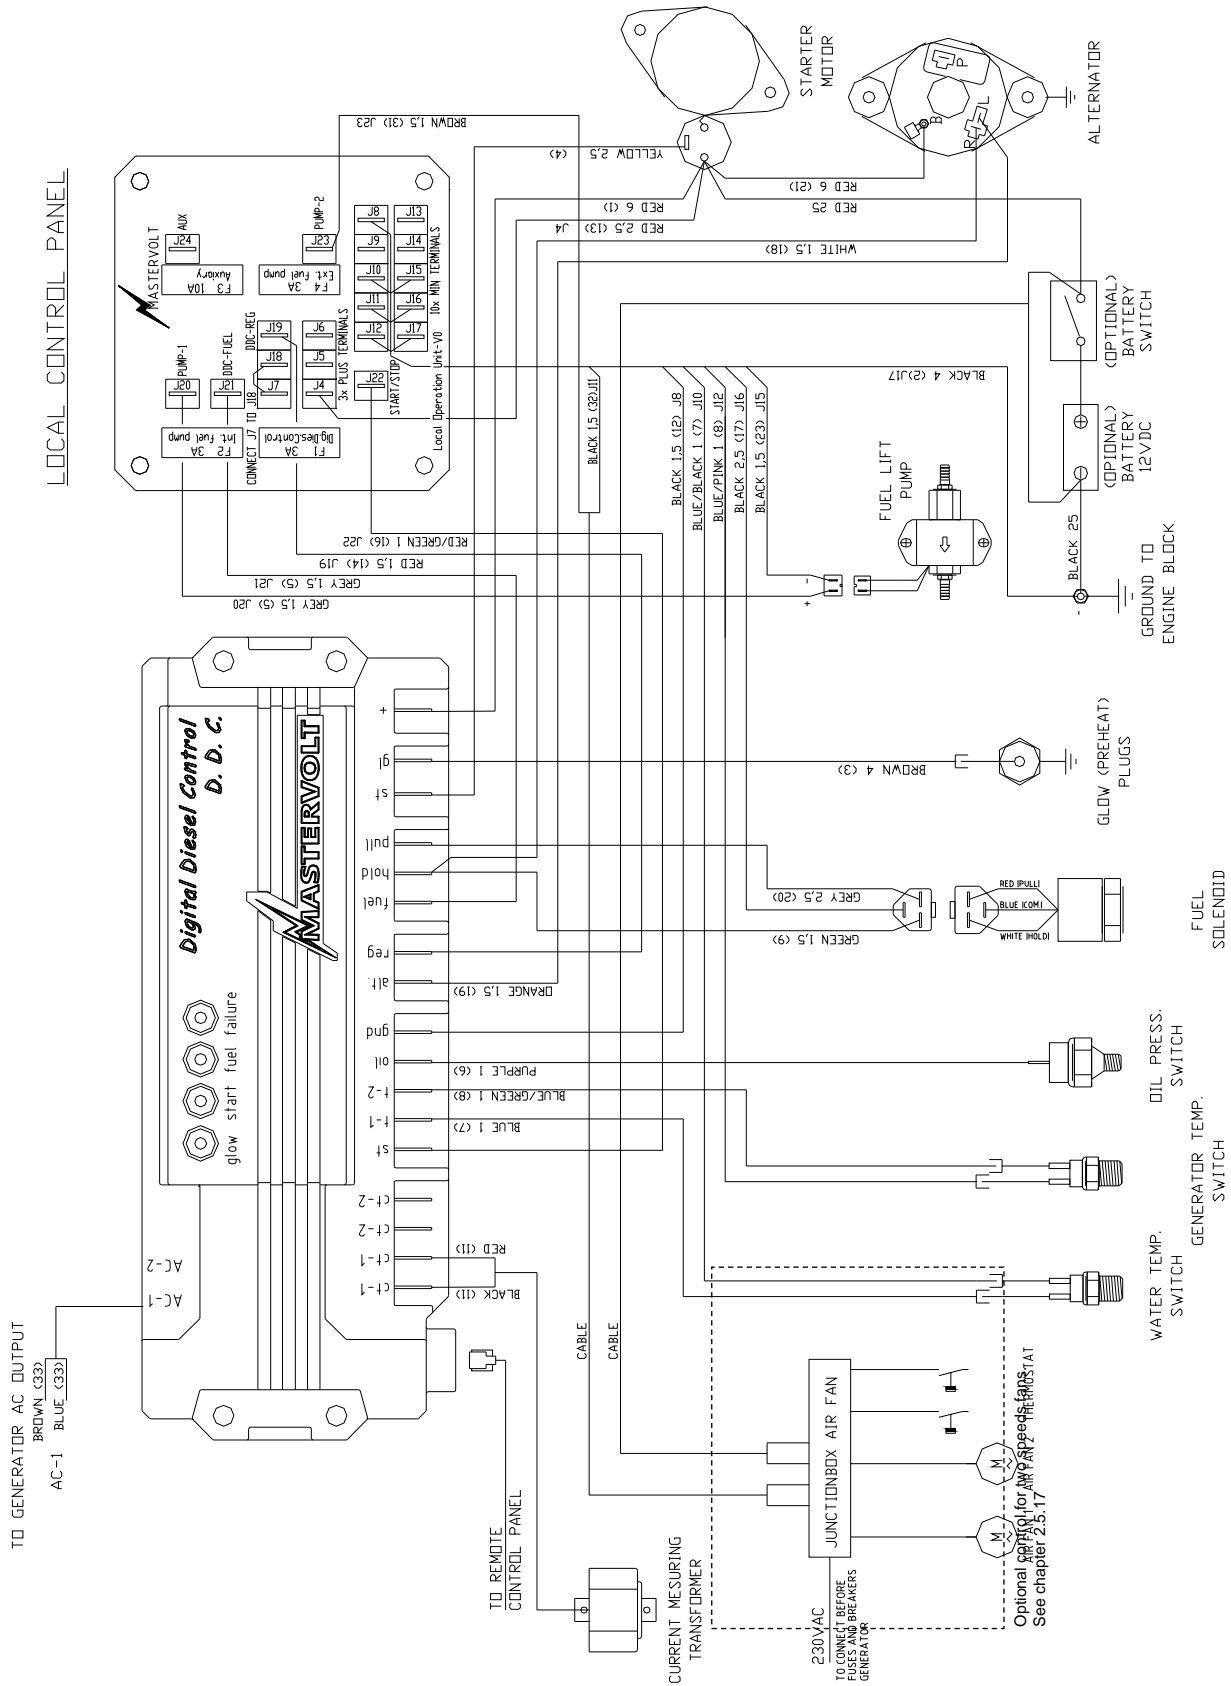 LOCAL CONTROL PANEL
MASTERVOLT
J24
AUX
F3 10A
Auxiary
PUMP-2
J23
F4 3A
Ext. Fuel pump
J8
J13
J9
J14
J10
J15
J11
J16
J12
J17
10x MIN TERMINALS
PUMP-1
J20
DDC-FUEL
J21
DDC-REG
J19
J18
J7
J6
J5
J4
3x PLUS TERMINALS
J22
START/STOP
F2 3A
Int. Fuel pump
CONNECT J7 TO J18
F1 3A
Dig.Dies.Control
Local Operation Unit-V0
BROWN 1,5 (31) J23
YELLOW 2,5 (4)
RED 6 (1)
RED 2,5 (13) J4
RED 6 (21)
RED 25
WHITE 1,5 (18)
STARTER
MOTOR
P
B
R
L
ALTERNATOR
BLACK 4 (2)J17
BLACK 1,5 (32)J11
BLACK 1,5 (12) J8
BLUE/BLACK 1 (7) J10
BLUE/PINK 1 (8) J12
BLACK 2,5 (17) J16
BLACK 1,5 (23) J15
(OPTIONAL)
BATTERY
SWITCH
(OPIONAL)
BATTERY
12VDC
FUEL LIFT
PUMP
BLACK 25
-
GROUND TO
ENGINE BLOCK
RED/GREEN 1 (16) J22
RED 1,5 (14) J19
GREY 1,5 (5) J21
GREY 1,5 (5) J20
-
+
Digital Diesel Control
D. D. C.
MASTERVOLT
glow start fuel failure
+
gl
st
pull
hold
fuel
reg
alt.
gnd
oil
t-2
t-1
st
ct-2
ct-2
ct-1
ct-1
AC-2
AC-1
BROWN 4 (3)
GLOW (PREHEAT)
PLUGS
GREY 2,5 (20)
GREEN 1,5 (9)
RED (PULL)
BLUE (COM)
WHITE (HOLD)
FUEL
SOLENOID
ORANGE 1,5 (19)
PURPLE 1 (6)
BLUE/GREEN 1 (8)
BLUE 1 (7)
OIL PRESS.
SWITCH
GENERATOR TEMP.
SWITCH
WATER TEMP.
SWITCH
RED (11)
BLACK (11)
TO GENERATOR AC OUTPUT
BROWN (33)
AC-1 BLUE (33)
CABLE
CABLE
TO REMOTE
CONTROL PANEL
CURRENT MESURING
TRANSFORMER
JUNCTIONBOX AIR FAN
M
~
M
~
AIR FAN 1
AIR FAN 2
THERMOSTAT
Optional control for two speeds fans.
See chapter 2.5.17
230VAC
TO CONNECT BEFORE
FUSES AND BREAKERS
GENERATOR